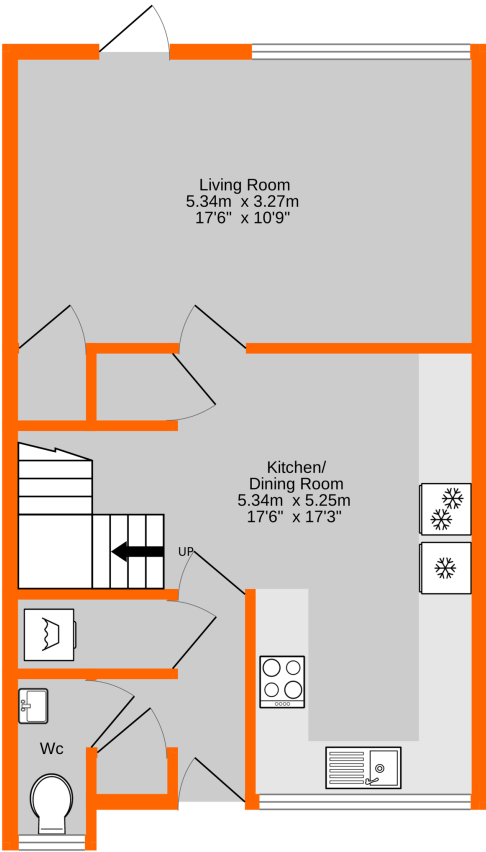 Living Room
5.34m x 3.27m
17'6" x 10'9"
Kitchen/
Dining Room
5.34m x 5.25m
17'6" x 17'3"
UP
Wc